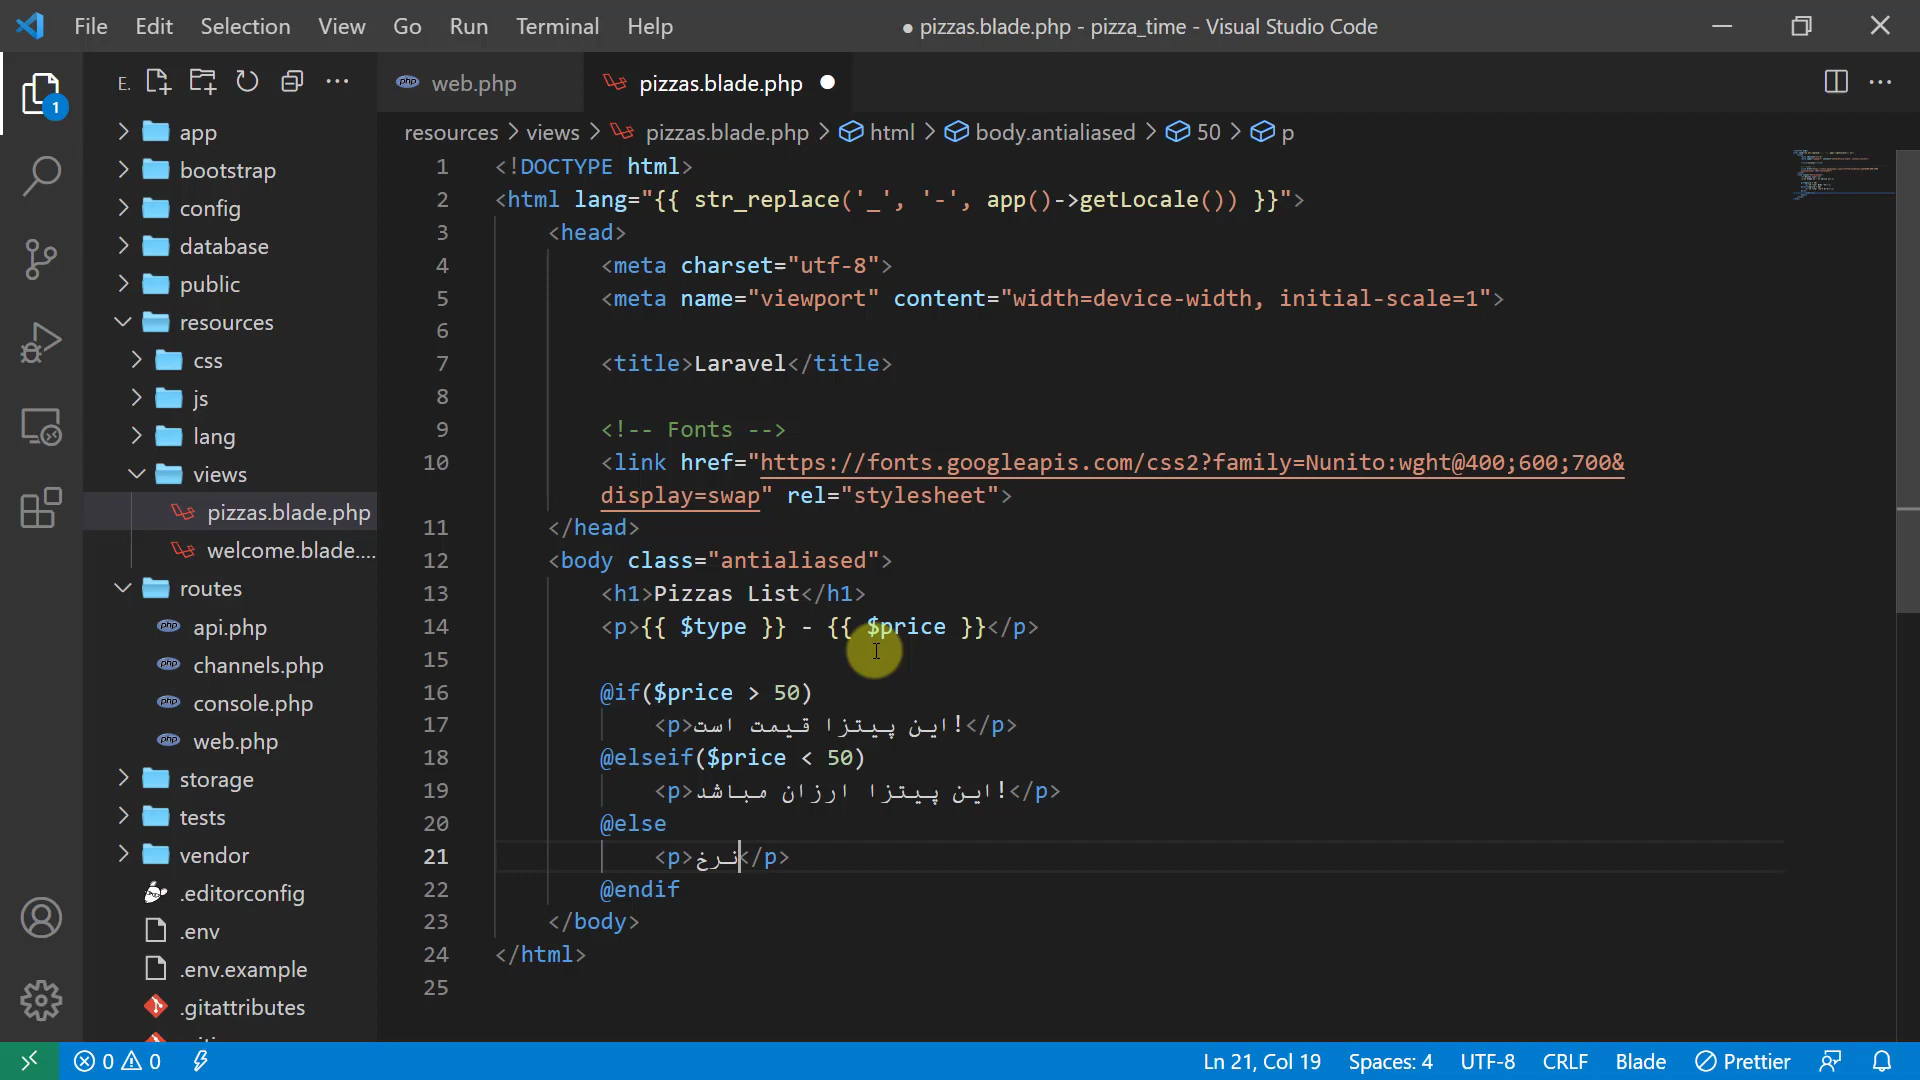 File Edit Selection View Go Run Terminal Help
● pizzas.blade.php - pizza_time - Visual Studio Code
E.
web.php
pizzas.blade.php
resources > views > pizzas.blade.php > html > body.antialiased > 50 > p
1
app
bootstrap
config
database
public
resources
css
js
lang
views
pizzas.blade.php
welcome.blade....
routes
api.php
channels.php
console.php
web.php
storage
tests
vendor
.editorconfig
.env
.env.example
.gitattributes
1 <!DOCTYPE html>
2 <html lang="{{ str_replace('_', '-', app()->getLocale()) }}">
3 <head>
4 <meta charset="utf-8">
5 <meta name="viewport" content="width=device-width, initial-scale=1">
6
7 <title>Laravel</title>
8
9 <!-- Fonts -->
10 <link href="https://fonts.googleapis.com/css2?family=Nunito:wght@400;600;700&
display=swap" rel="stylesheet">
11 </head>
12 <body class="antialiased">
13 <h1>Pizzas List</h1>
14 <p>{{ $type }} - {{ $price }}</p>
15
16 @if($price > 50)
17 <p>این پیتزا قیمت است!</p>
18 @elseif($price < 50)
19 <p>این پیتزا ارزان مباشد!</p>
20 @else
21 <p>نرخ</p>
22 @endif
23 </body>
24 </html>
25
0 0 Ln 21, Col 19 Spaces: 4 UTF-8 CRLF Blade Prettier